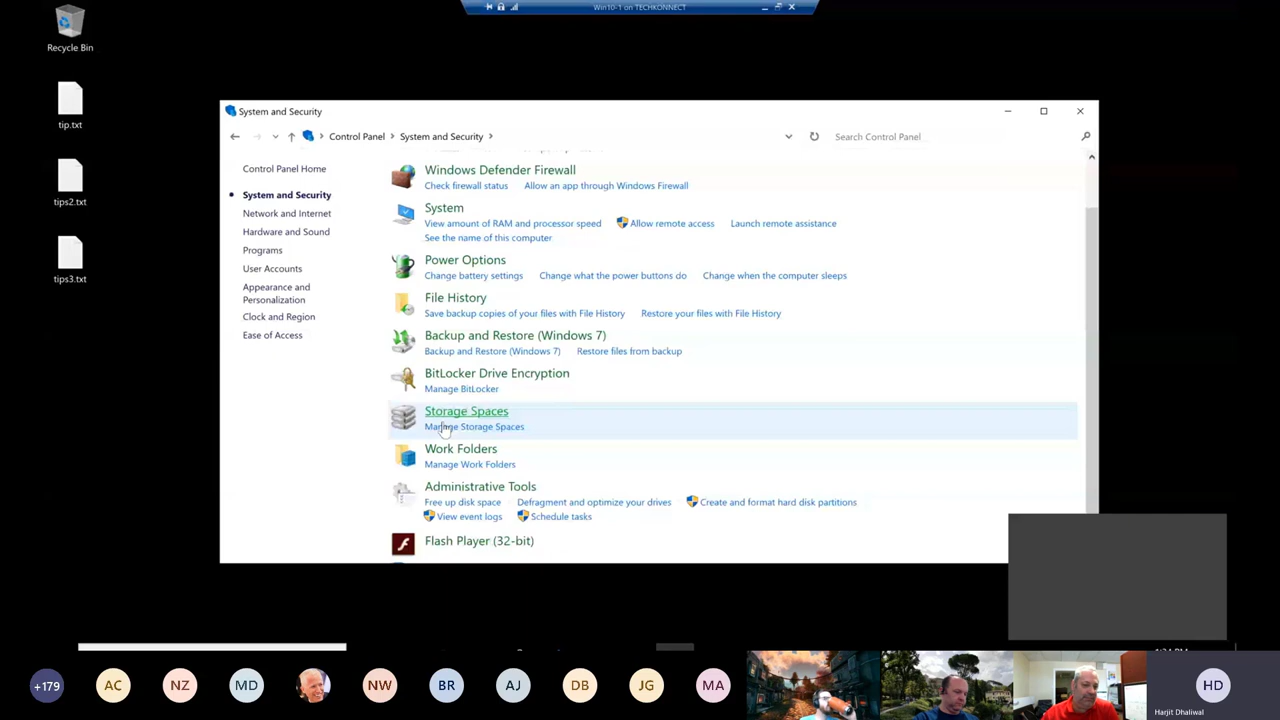 Win10-1 on TECHKONNECT
Recycle Bin
tip.txt
tips2.txt
tips3.txt
System and Security
Control Panel > System and Security >
Search Control Panel
Control Panel Home
System and Security
Network and Internet
Hardware and Sound
Programs
User Accounts
Appearance and
Personalization
Clock and Region
Ease of Access
Windows Defender Firewall
Check firewall status Allow an app through Windows Firewall
System
View amount of RAM and processor speed Allow remote access Launch remote assistance
See the name of this computer
Power Options
Change battery settings Change what the power buttons do Change when the computer sleeps
File History
Save backup copies of your files with File History Restore your files with File History
Backup and Restore (Windows 7)
Backup and Restore (Windows 7) Restore files from backup
BitLocker Drive Encryption
Manage BitLocker
Storage Spaces
Manage Storage Spaces
Work Folders
Manage Work Folders
Administrative Tools
Free up disk space Defragment and optimize your drives Create and format hard disk partitions
View event logs Schedule tasks
Flash Player (32-bit)
+179 AC NZ MD NW BR AJ DB JG MA HD
Harjit Dhaliwal